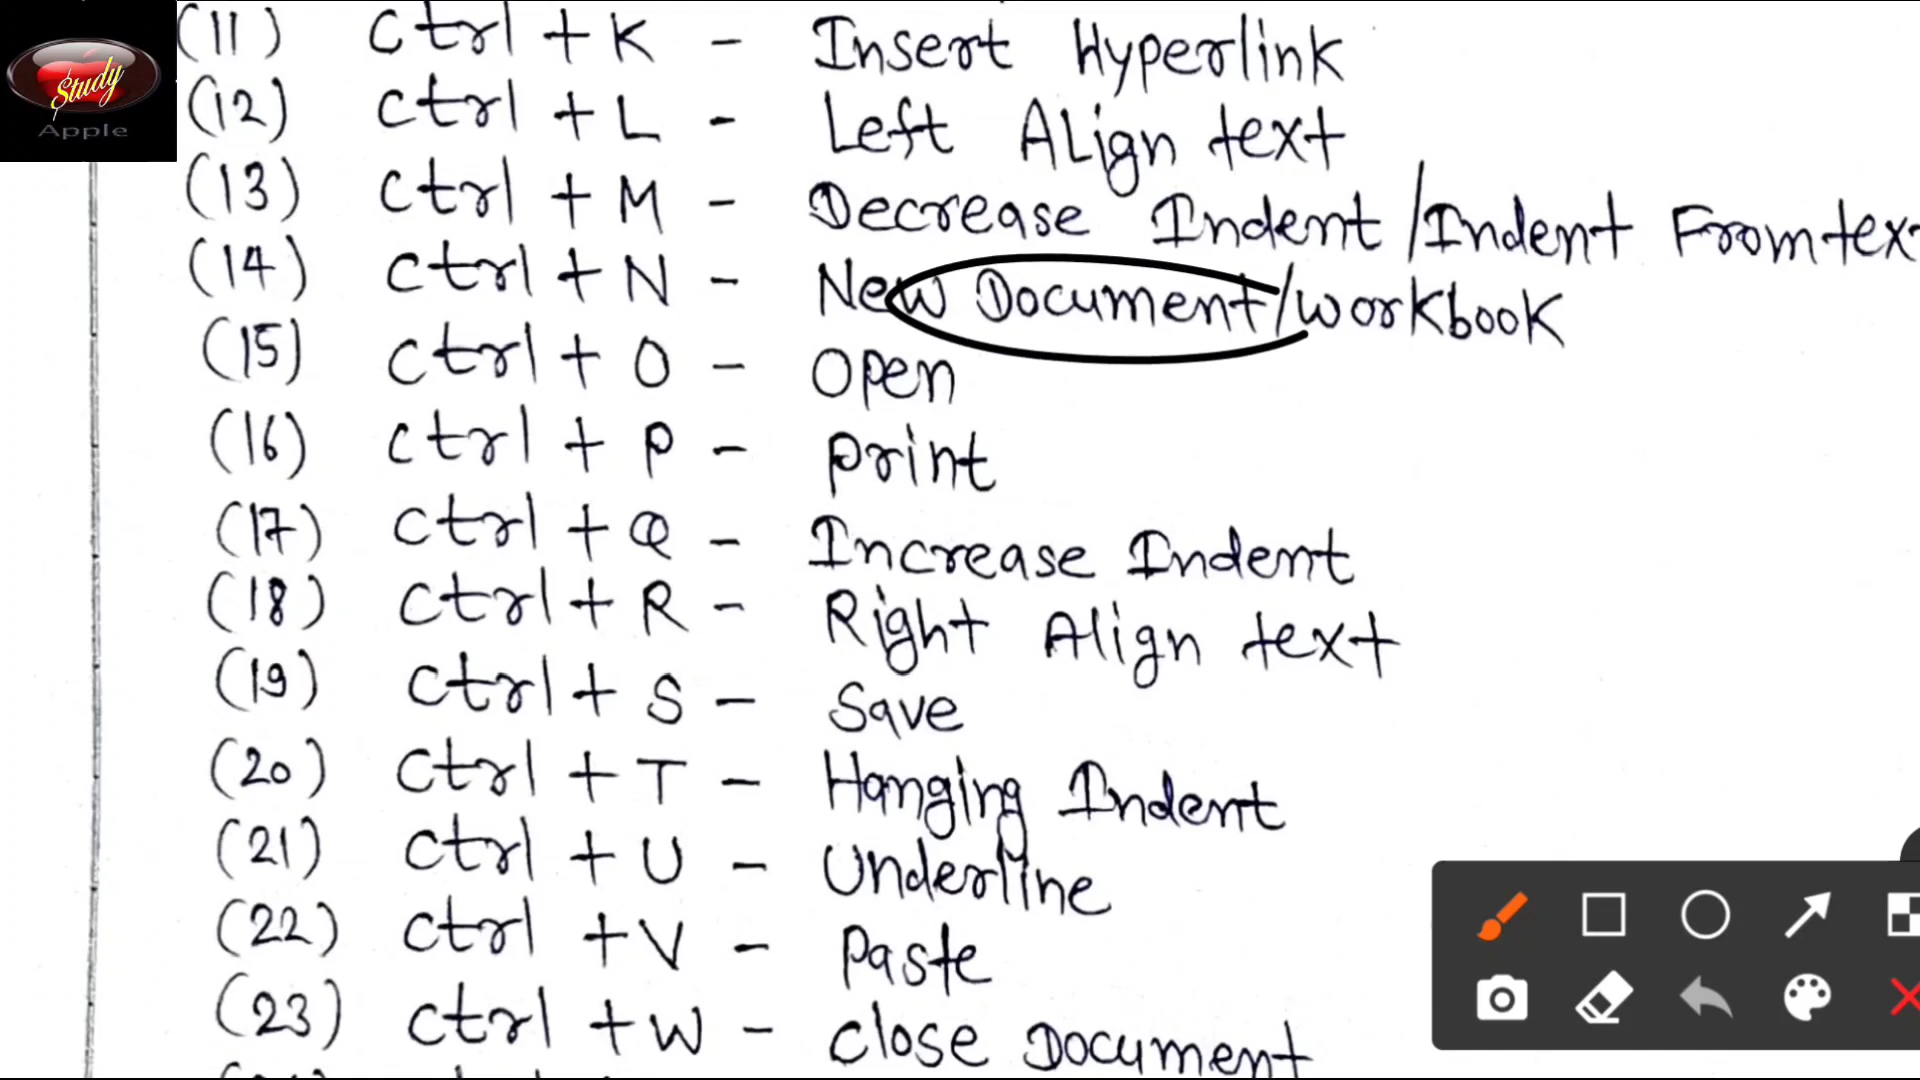 Study
Apple
(11) Ctrl + K - Insert Hyperlink
(12) Ctrl + L - Left ALign text
(13) Ctrl + M - Decrease Indent /Indent From tex
(14) Ctrl + N - New Document/workbook
(15) Ctrl + O - Open
(16) Ctrl + P - Print
(17) Ctrl + Q - Increase Indent
(18) Ctrl + R - Right Align text
(19) Ctrl + S - Save
(20) Ctrl + T - Hanging Indent
(21) Ctrl + U - Underline
(22) Ctrl + V - Paste
(23) Ctrl + W - Close Document